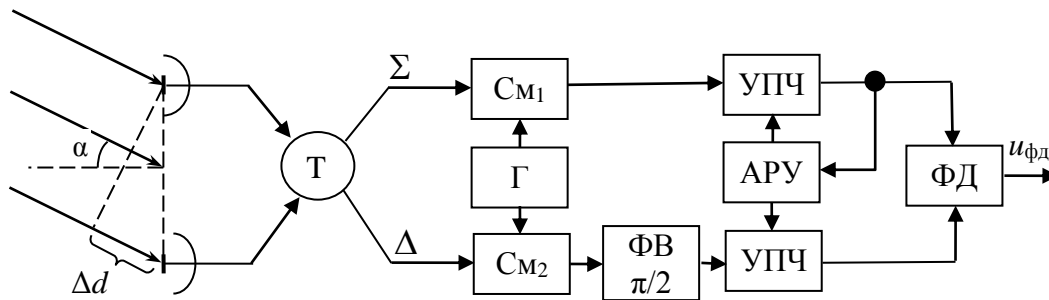 Σ
См₁
УПЧ
α
Т
Г
АРУ
ФД
uфд
Δ
Δd
См₂
ФВ
π/2
УПЧ